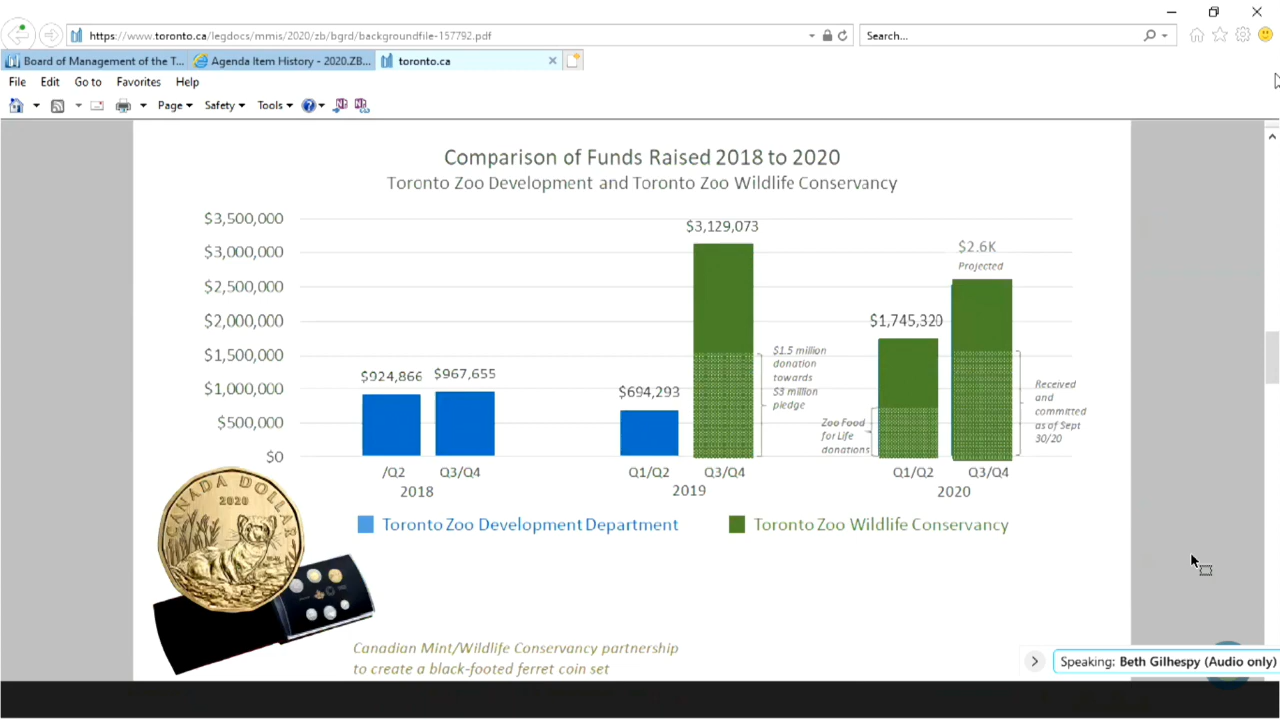 https://www.toronto.ca/legdocs/mmis/2020/zb/bgrd/backgroundfile-157792.pdf
Search...
Board of Management of the T...
Agenda Item History - 2020.ZB...
toronto.ca
File Edit Go to Favorites Help
Page Safety Tools
Comparison of Funds Raised 2018 to 2020
Toronto Zoo Development and Toronto Zoo Wildlife Conservancy
$3,500,000
$3,000,000
$2,500,000
$2,000,000
$1,500,000
$1,000,000
$500,000
$0
$924,866
$967,655
$694,293
$3,129,073
$1.5 million
donation
towards
$3 million
pledge
$1,745,320
Zoo Food
for Life
donations
$2.6K
Projected
Received
and
committed
as of Sept
30/20
/Q2 Q3/Q4
2018
Q1/Q2 Q3/Q4
2019
Q1/Q2 Q3/Q4
2020
Toronto Zoo Development Department
Toronto Zoo Wildlife Conservancy
CANADA DOLLAR
2020
Canadian Mint/Wildlife Conservancy partnership
to create a black-footed ferret coin set
Speaking: Beth Gilhespy (Audio only)